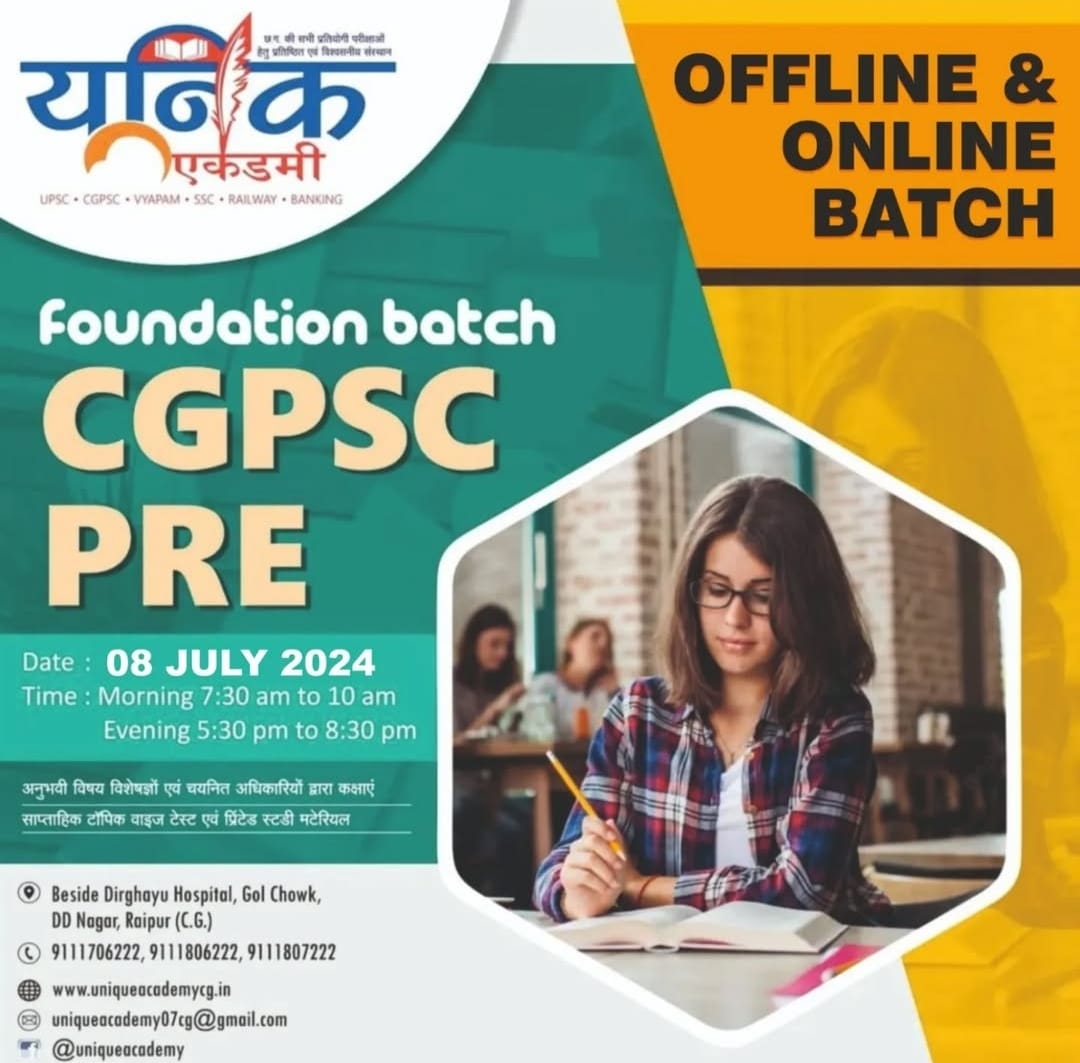 छ.ग. की सभी प्रतियोगी परीक्षाओं
हेतु प्रतिष्ठित एवं विश्वसनीय संस्थान
यूनिक
एकेडमी
UPSC • CGPSC • VYAPAM • SSC • RAILWAY • BANKING
OFFLINE &
ONLINE
BATCH
Foundation batch
CGPSC
PRE
Date : 08 JULY 2024
Time : Morning 7:30 am to 10 am
Evening 5:30 pm to 8:30 pm
अनुभवी विषय विशेषज्ञों एवं चयनित अधिकारियों द्वारा कक्षाएं
साप्ताहिक टॉपिक वाइज टेस्ट एवं प्रिंटेड स्टडी मटेरियल
Beside Dirghayu Hospital, Gol Chowk,
DD Nagar, Raipur (C.G.)
9111706222, 9111806222, 9111807222
www.uniqueacademycg.in
uniqueacademy07cg@gmail.com
@uniqueacademy